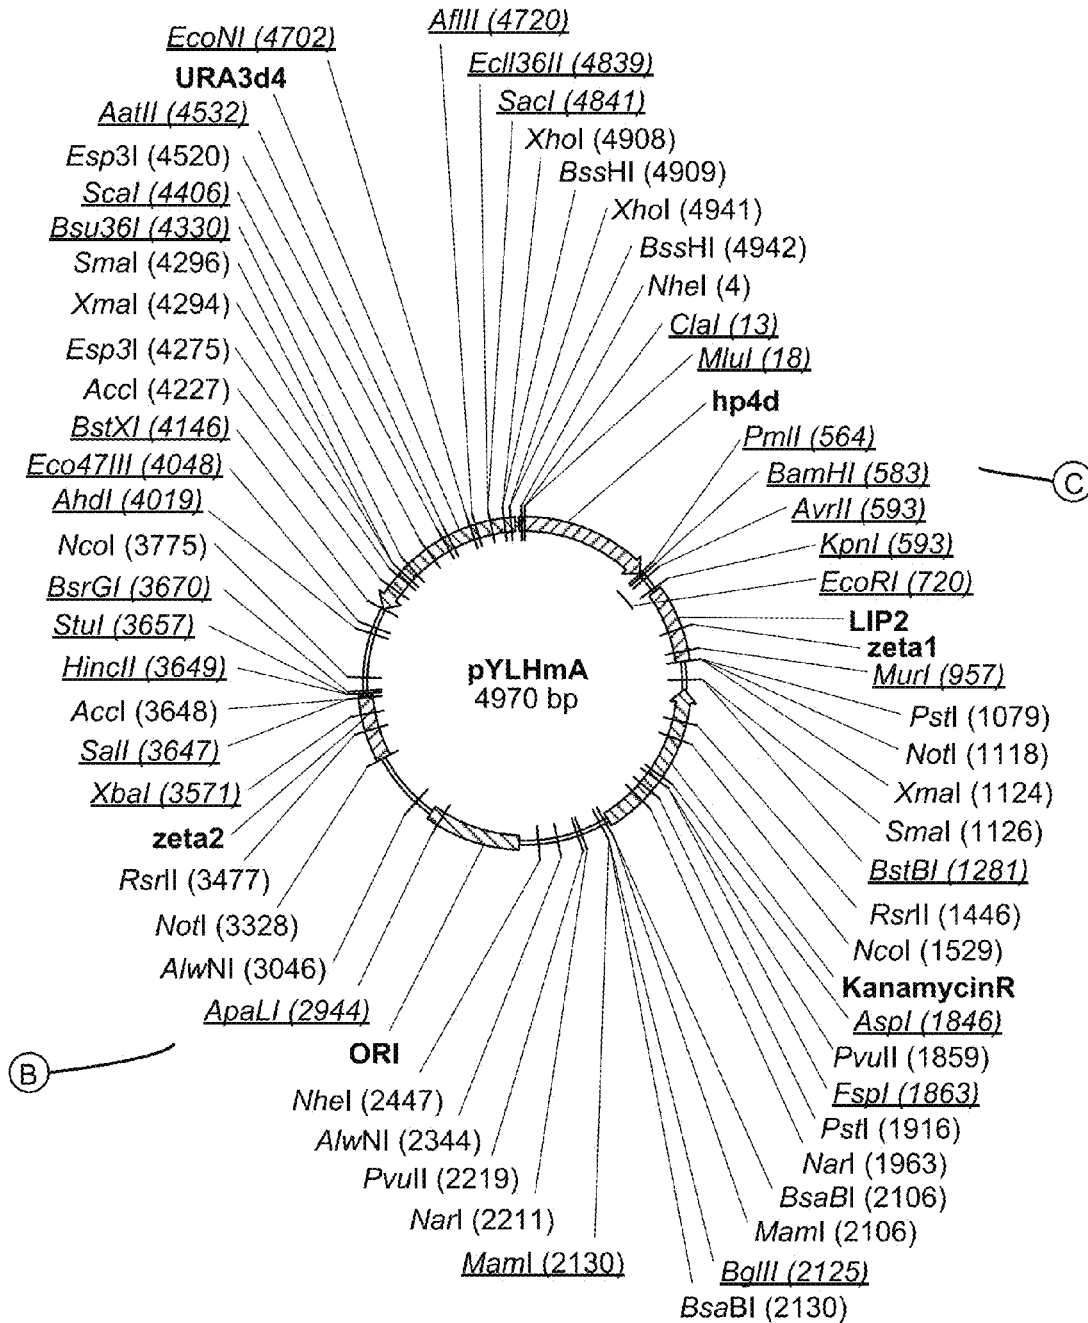 AflII (4720)
EcoNI (4702)
URA3d4
Ecl136II (4839)
AatII (4532)
SacI (4841)
Esp3I (4520)
XhoI (4908)
ScaI (4406)
BssHI (4909)
Bsu36I (4330)
XhoI (4941)
SmaI (4296)
BssHI (4942)
XmaI (4294)
NheI (4)
Esp3I (4275)
ClaI (13)
AccI (4227)
MluI (18)
BstXI (4146)
hp4d
Eco47III (4048)
PmlI (564)
AhdI (4019)
BamHI (583)
C
NcoI (3775)
AvrII (593)
BsrGI (3670)
KpnI (593)
StuI (3657)
EcoRI (720)
HincII (3649)
LIP2
zeta1
pYLHmA
4970 bp
MurI (957)
AccI (3648)
PstI (1079)
SalI (3647)
NotI (1118)
XbaI (3571)
XmaI (1124)
zeta2
SmaI (1126)
RsrII (3477)
BstBI (1281)
NotI (3328)
RsrII (1446)
AlwNI (3046)
NcoI (1529)
ApaLI (2944)
KanamycinR
ORI
AspI (1846)
B
PvuII (1859)
NheI (2447)
FspI (1863)
AlwNI (2344)
PstI (1916)
PvuII (2219)
NarI (1963)
NarI (2211)
BsaBI (2106)
MamI (2130)
MamI (2106)
BglII (2125)
BsaBI (2130)